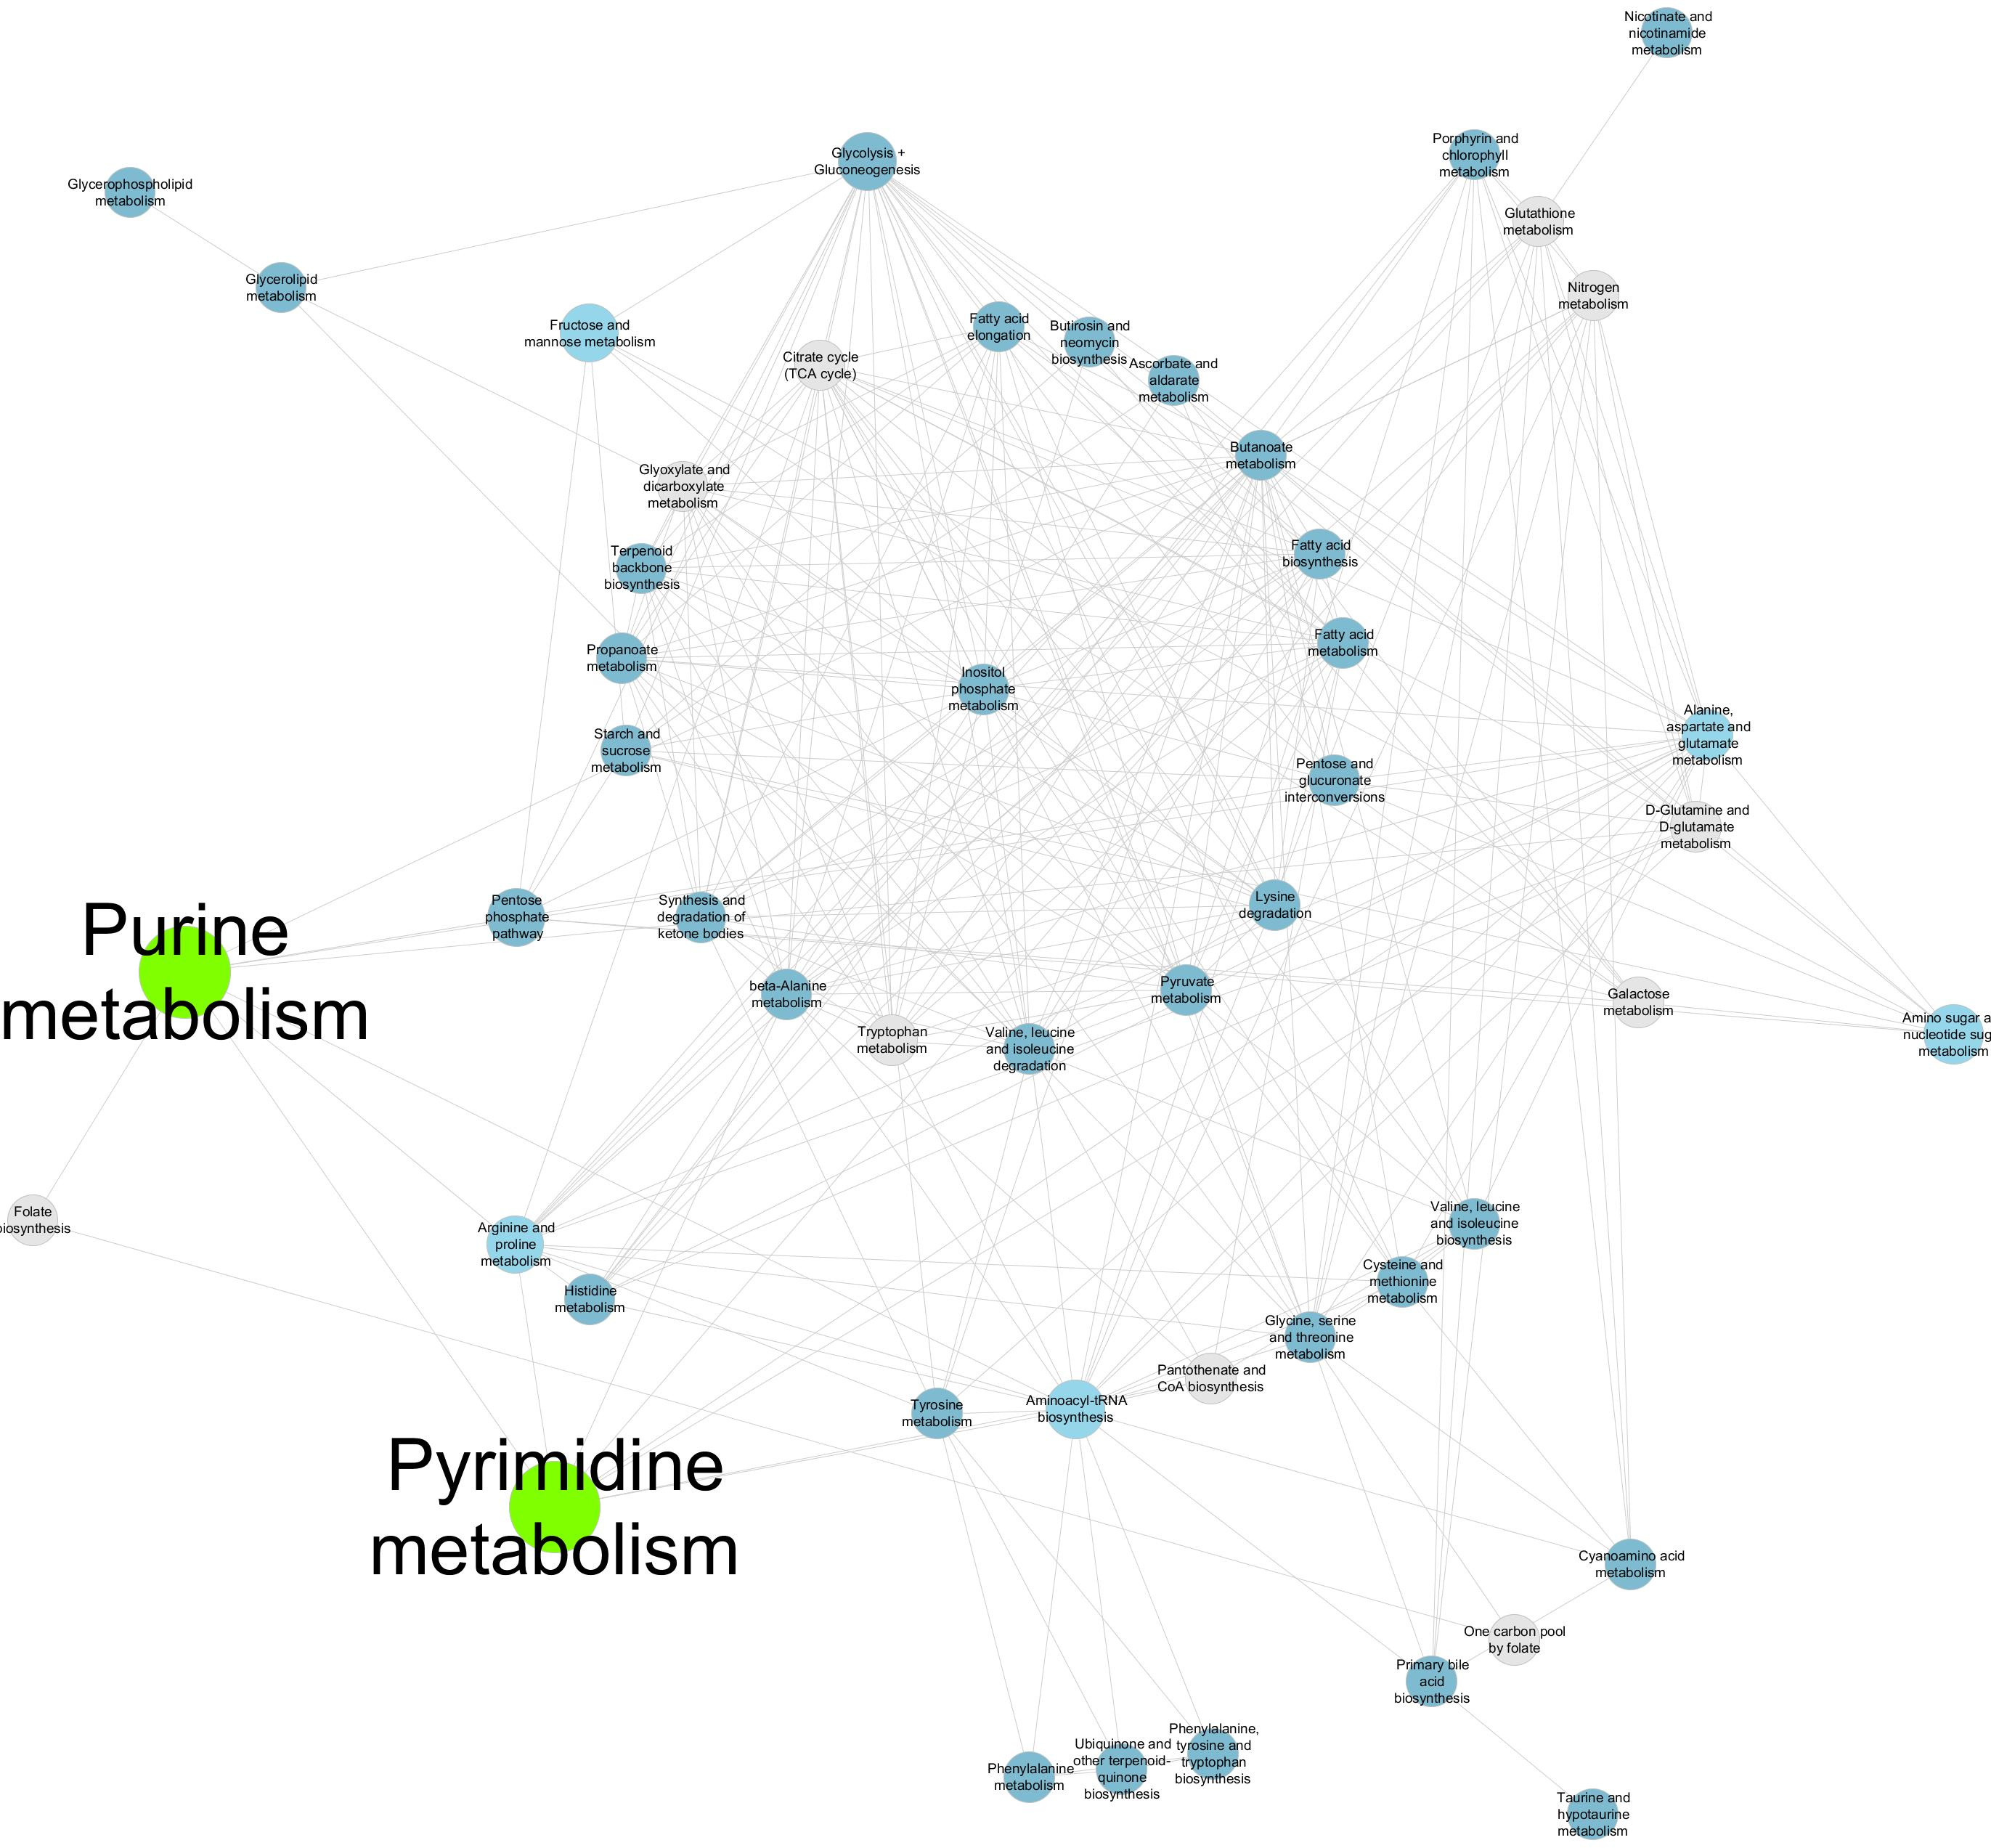 Nicotinate and
nicotinamide
metabolism
Porphyrin and
chlorophyll
metabolism
Glycolysis +
Gluconeogenesis
Glycerophospholipid
metabolism
Glutathione
metabolism
Glycerolipid
metabolism
Nitrogen
metabolism
Fructose and
mannose metabolism
Fatty acid
elongation
Butirosin and
neomycin
biosynthesis
Citrate cycle
(TCA cycle)
Ascorbate and
aldarate
metabolism
Butanoate
metabolism
Glyoxylate and
dicarboxylate
metabolism
Fatty acid
biosynthesis
Terpenoid
backbone
biosynthesis
Fatty acid
metabolism
Propanoate
metabolism
Inositol
phosphate
metabolism
Alanine,
aspartate and
glutamate
metabolism
Starch and
sucrose
metabolism
Pentose and
glucuronate
interconversions
D-Glutamine and
D-glutamate
metabolism
Purine
metabolism
Pentose
phosphate
pathway
Synthesis and
degradation of
ketone bodies
Lysine
degradation
beta-Alanine
metabolism
Pyruvate
metabolism
Galactose
metabolism
Amino sugar a
nucleotide sug
metabolism
Tryptophan
metabolism
Valine, leucine
and isoleucine
degradation
Folate
biosynthesis
Arginine and
proline
metabolism
Valine, leucine
and isoleucine
biosynthesis
Histidine
metabolism
Cysteine and
methionine
metabolism
Glycine, serine
and threonine
metabolism
Pantothenate and
CoA biosynthesis
Tyrosine
metabolism
Aminoacyl-tRNA
biosynthesis
Pyrimidine
metabolism
Cyanoamino acid
metabolism
One carbon pool
by folate
Primary bile
acid
biosynthesis
Phenylalanine
metabolism
Ubiquinone and
other terpenoid-
quinone
biosynthesis
Phenylalanine,
tyrosine and
tryptophan
biosynthesis
Taurine and
hypotaurine
metabolism